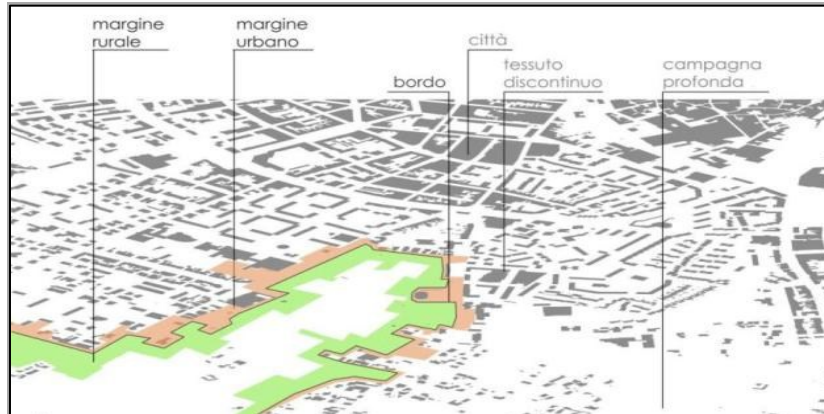 margine
rurale
margine
urbano
città
bordo
tessuto
discontinuo
campagna
profonda